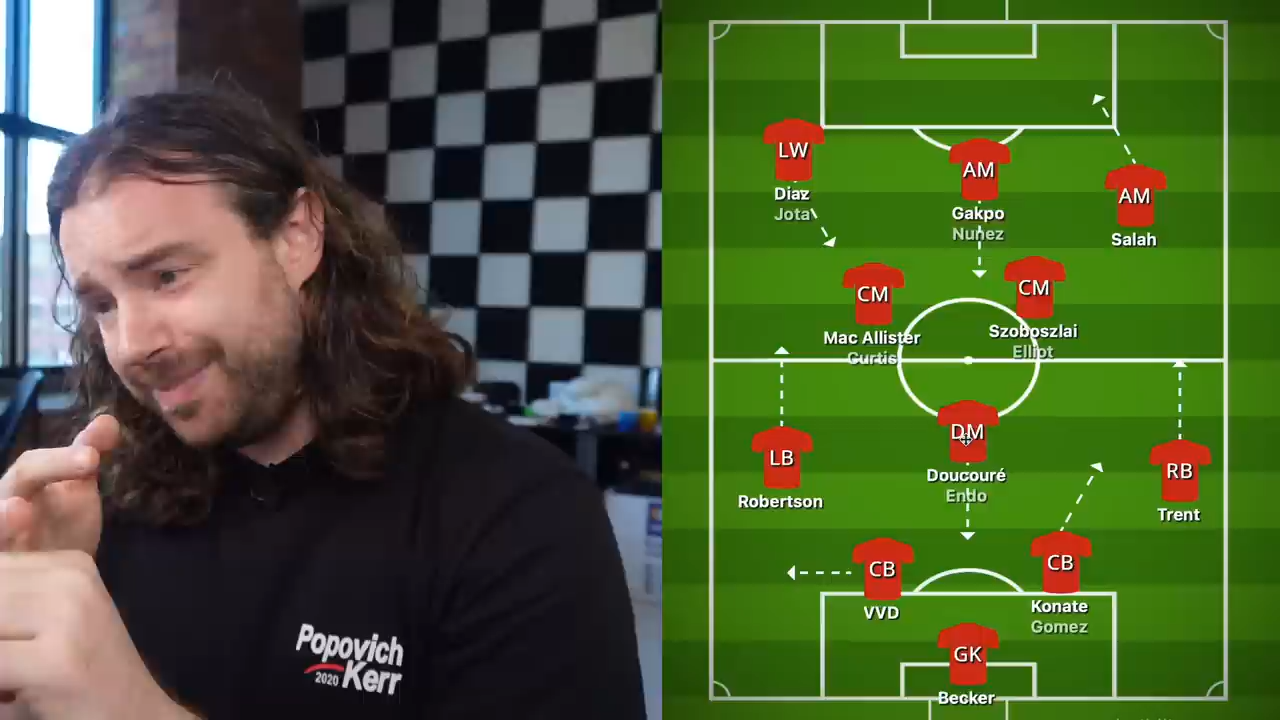 Popovich
2020 Kerr
LW
Diaz
Jota
AM
Gakpo
Nunez
AM
Salah
CM
Mac Allister
Curtis
CM
Szoboszlai
Elliot
LB
Robertson
DM
Doucouré
Endo
RB
Trent
CB
VVD
CB
Konate
Gomez
GK
Becker